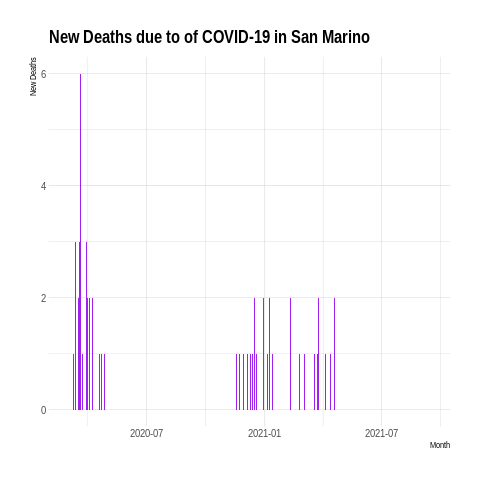 New Deaths due to of COVID-19 in San Marino
New Deaths
6
4
2
0
2020-07
2021-01
2021-07
Month